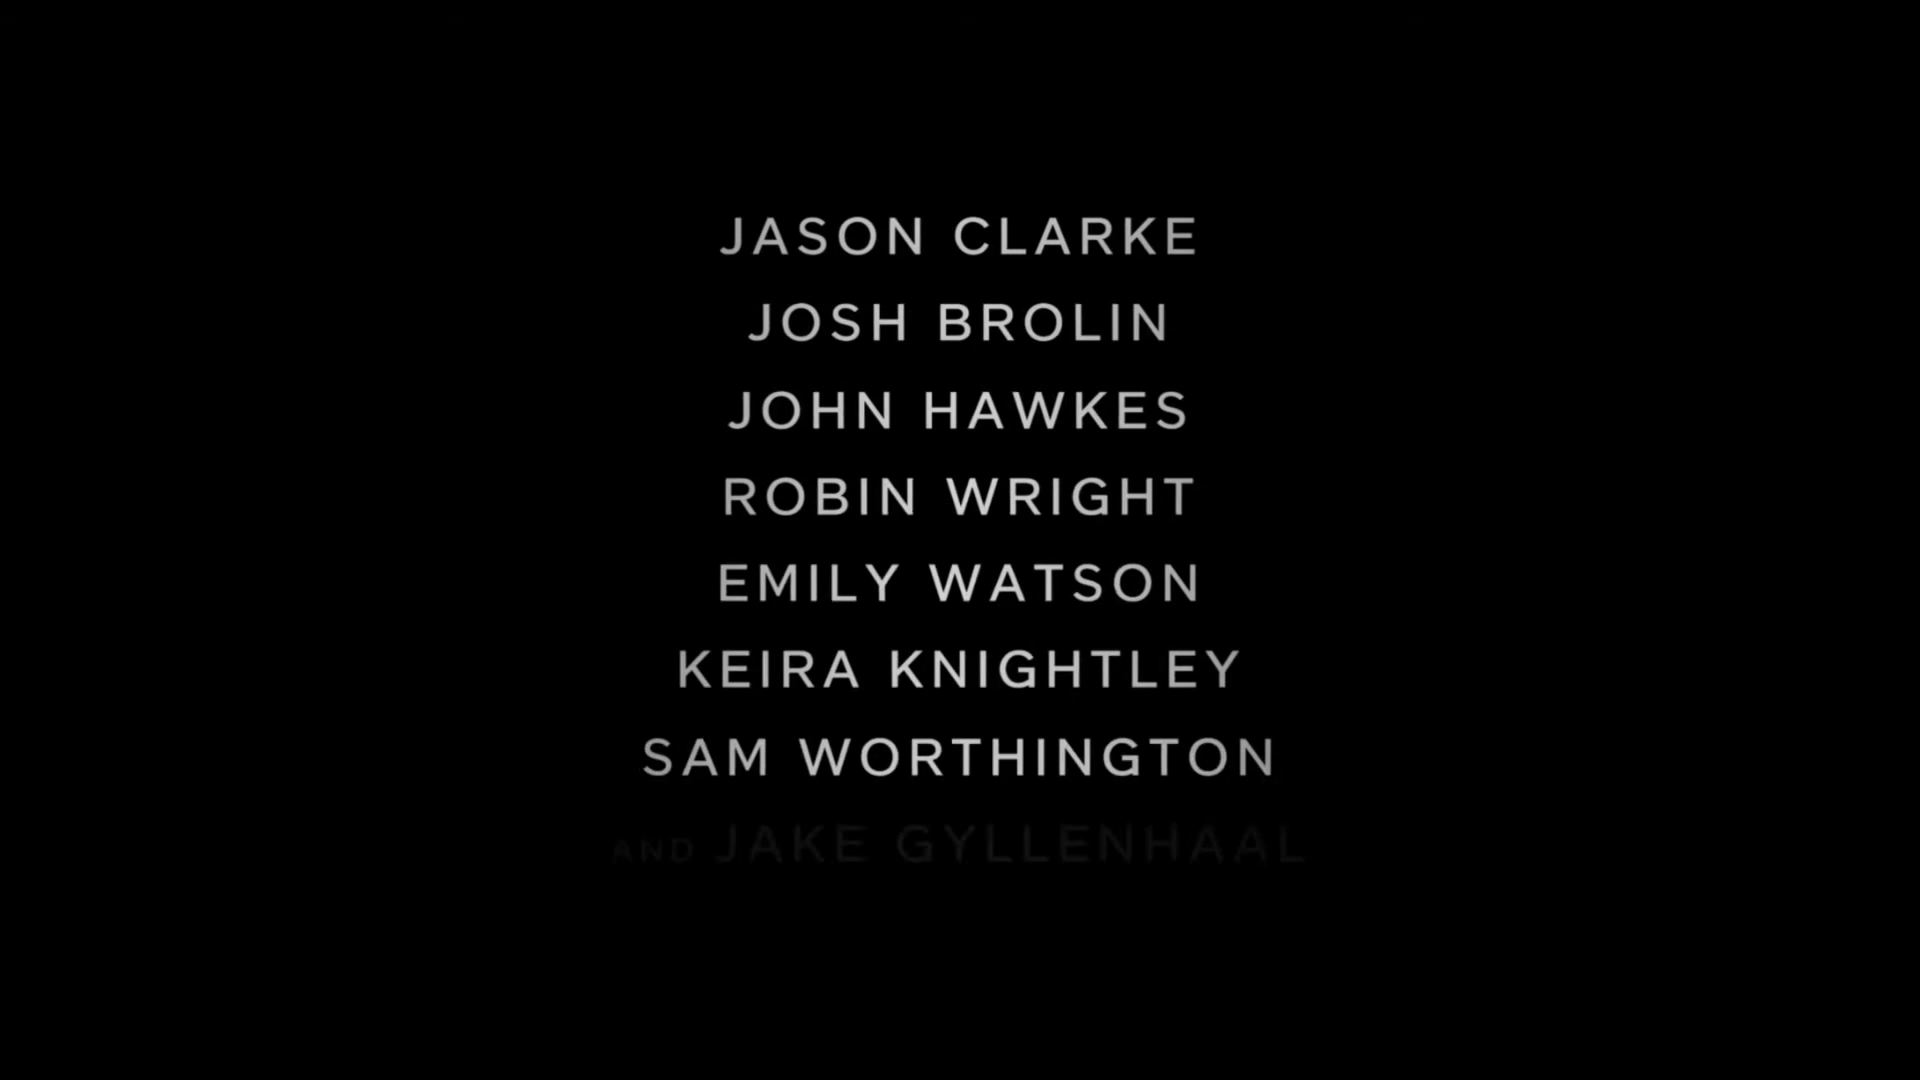 JASON CLARKE
JOSH BROLIN
JOHN HAWKES
ROBIN WRIGHT
EMILY WATSON
KEIRA KNIGHTLEY
SAM WORTHINGTON
AND JAKE GYLLENHAAL